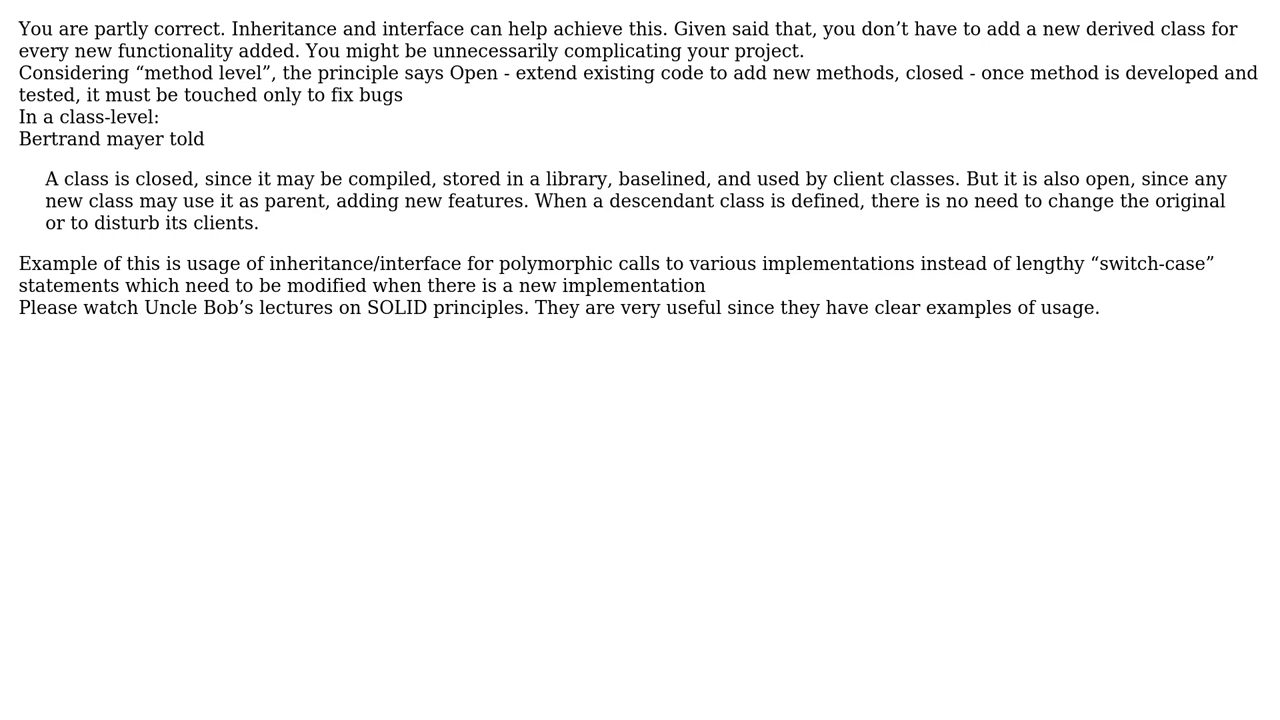 You are partly correct. Inheritance and interface can help achieve this. Given said that, you don’t have to add a new derived class for
every new functionality added. You might be unnecessarily complicating your project.
Considering “method level”, the principle says Open - extend existing code to add new methods, closed - once method is developed and
tested, it must be touched only to fix bugs
In a class-level:
Bertrand mayer told
A class is closed, since it may be compiled, stored in a library, baselined, and used by client classes. But it is also open, since any
new class may use it as parent, adding new features. When a descendant class is defined, there is no need to change the original
or to disturb its clients.
Example of this is usage of inheritance/interface for polymorphic calls to various implementations instead of lengthy “switch-case”
statements which need to be modified when there is a new implementation
Please watch Uncle Bob’s lectures on SOLID principles. They are very useful since they have clear examples of usage.